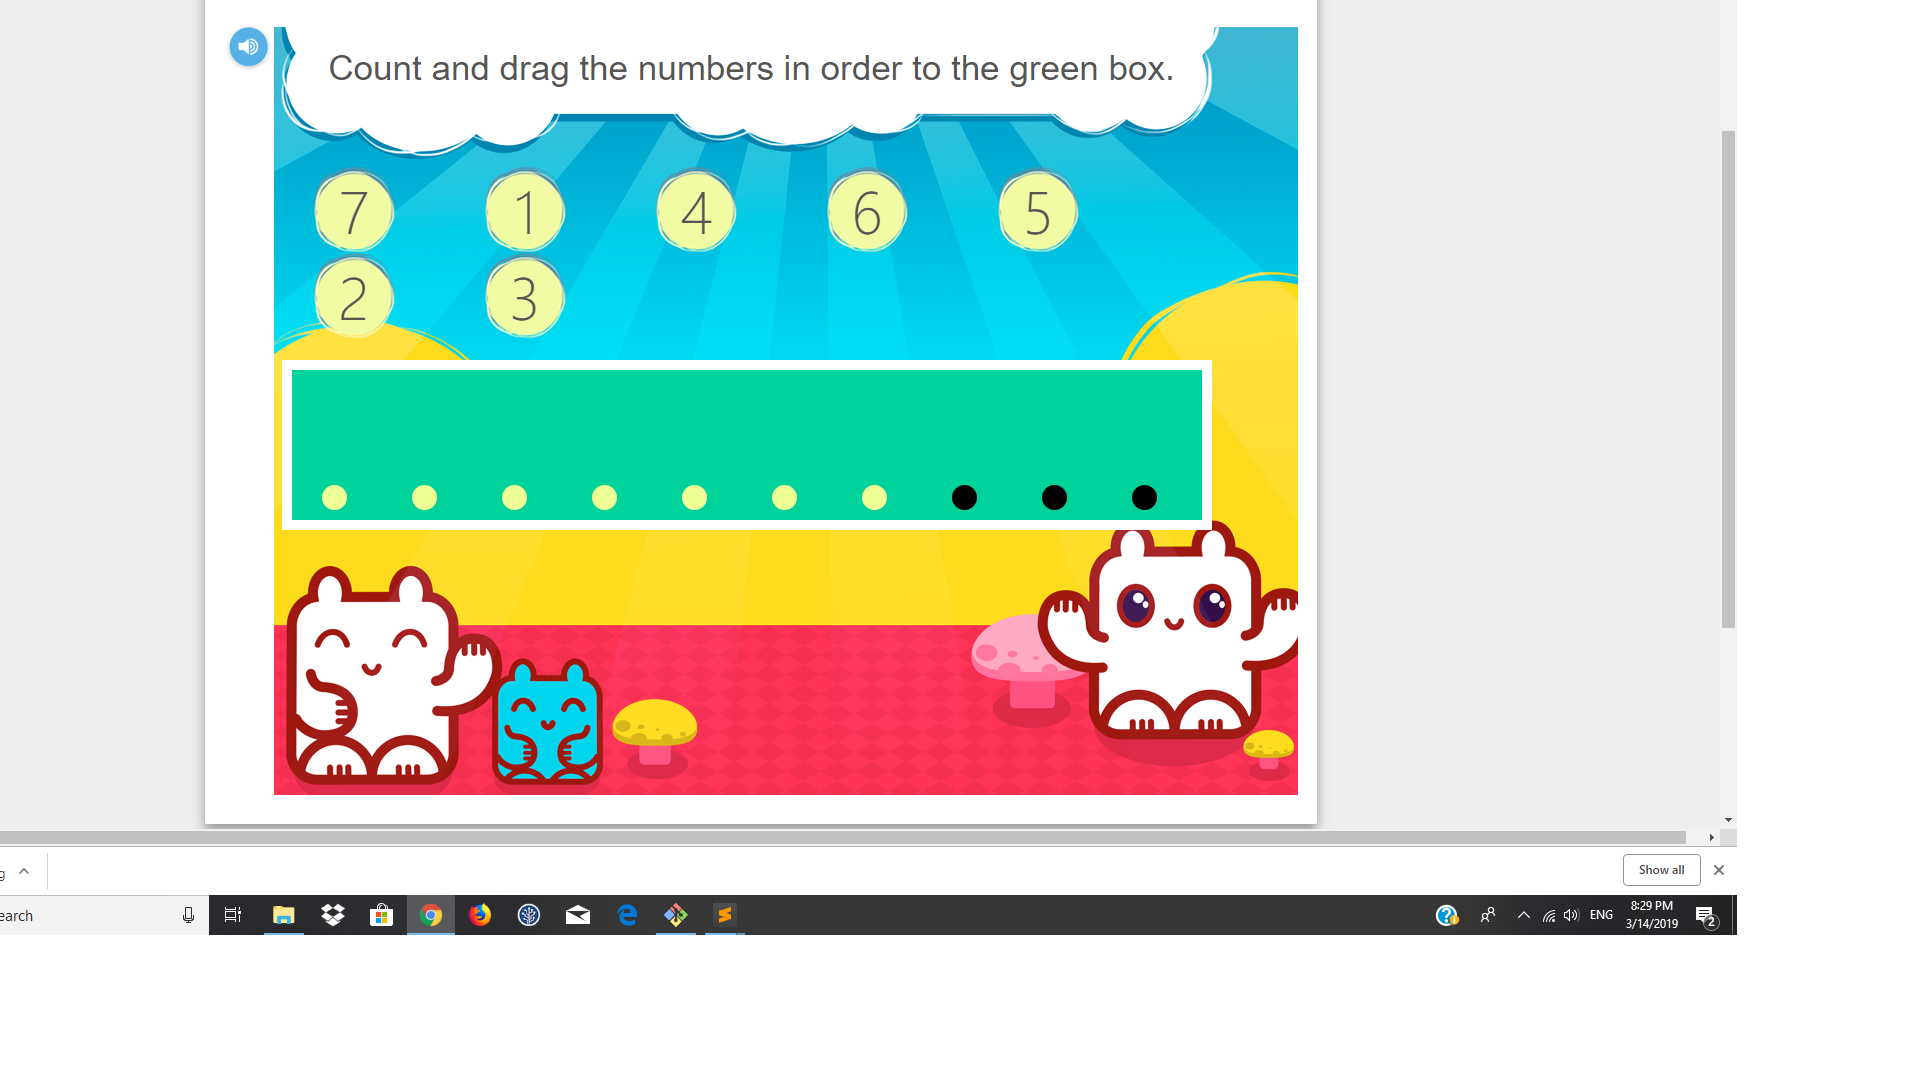 Count and drag the numbers in order to the green box.
7 1 4 6 5
2 3
g
Show all
earch
ENG
8:29 PM
3/14/2019
2